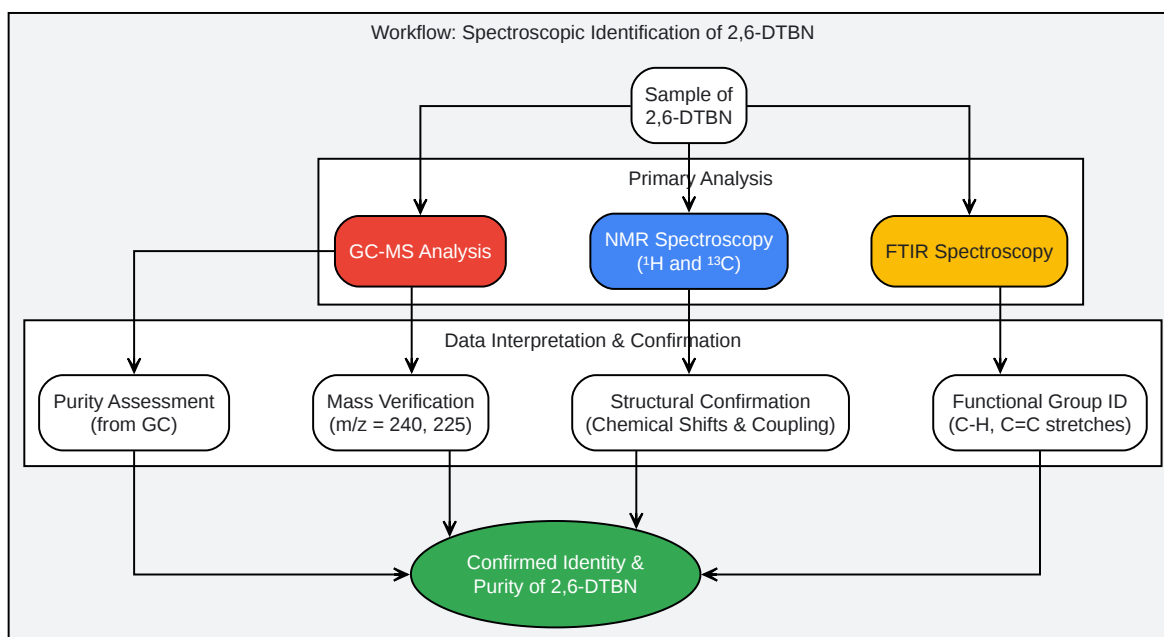 Workflow: Spectroscopic Identification of 2,6-DTBN
Sample of
2,6-DTBN
Primary Analysis
GC-MS Analysis
NMR Spectroscopy
(¹H and ¹³C)
FTIR Spectroscopy
Data Interpretation & Confirmation
Purity Assessment
(from GC)
Mass Verification
(m/z = 240, 225)
Structural Confirmation
(Chemical Shifts & Coupling)
Functional Group ID
(C-H, C=C stretches)
Confirmed Identity &
Purity of 2,6-DTBN